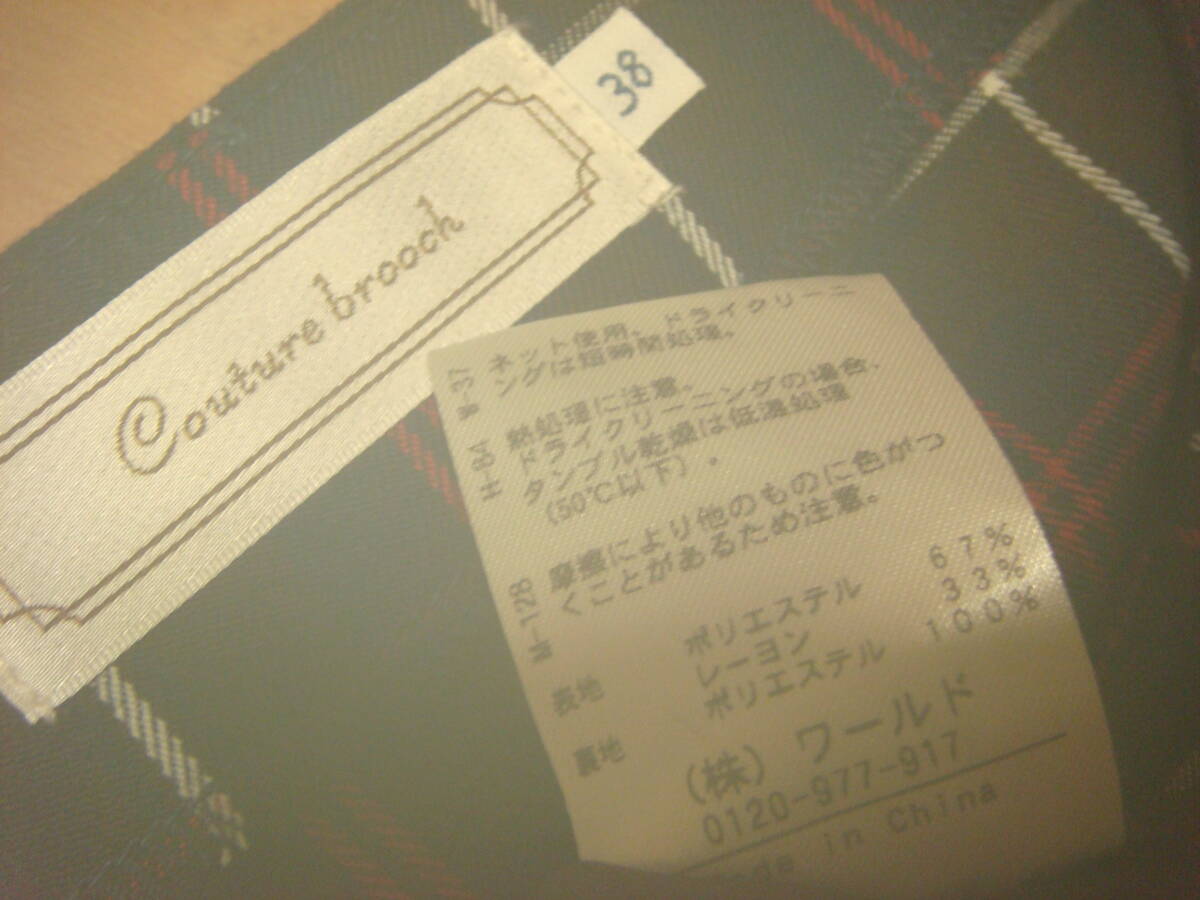 38
Couture brooch
W-37 ネット使用。ドライクリーニ
ングは短時間処理。
H-84 熱処理に注意。
ドライクリーニングの場合、
タンブル乾燥は低温処理
(50℃以下)。
M-128 摩擦により他のものに色がつ
くことがあるため注意。
表地 ポリエステル 67%
レーヨン 33%
裏地 ポリエステル 100%
(株) ワールド
0120-977-917
in China